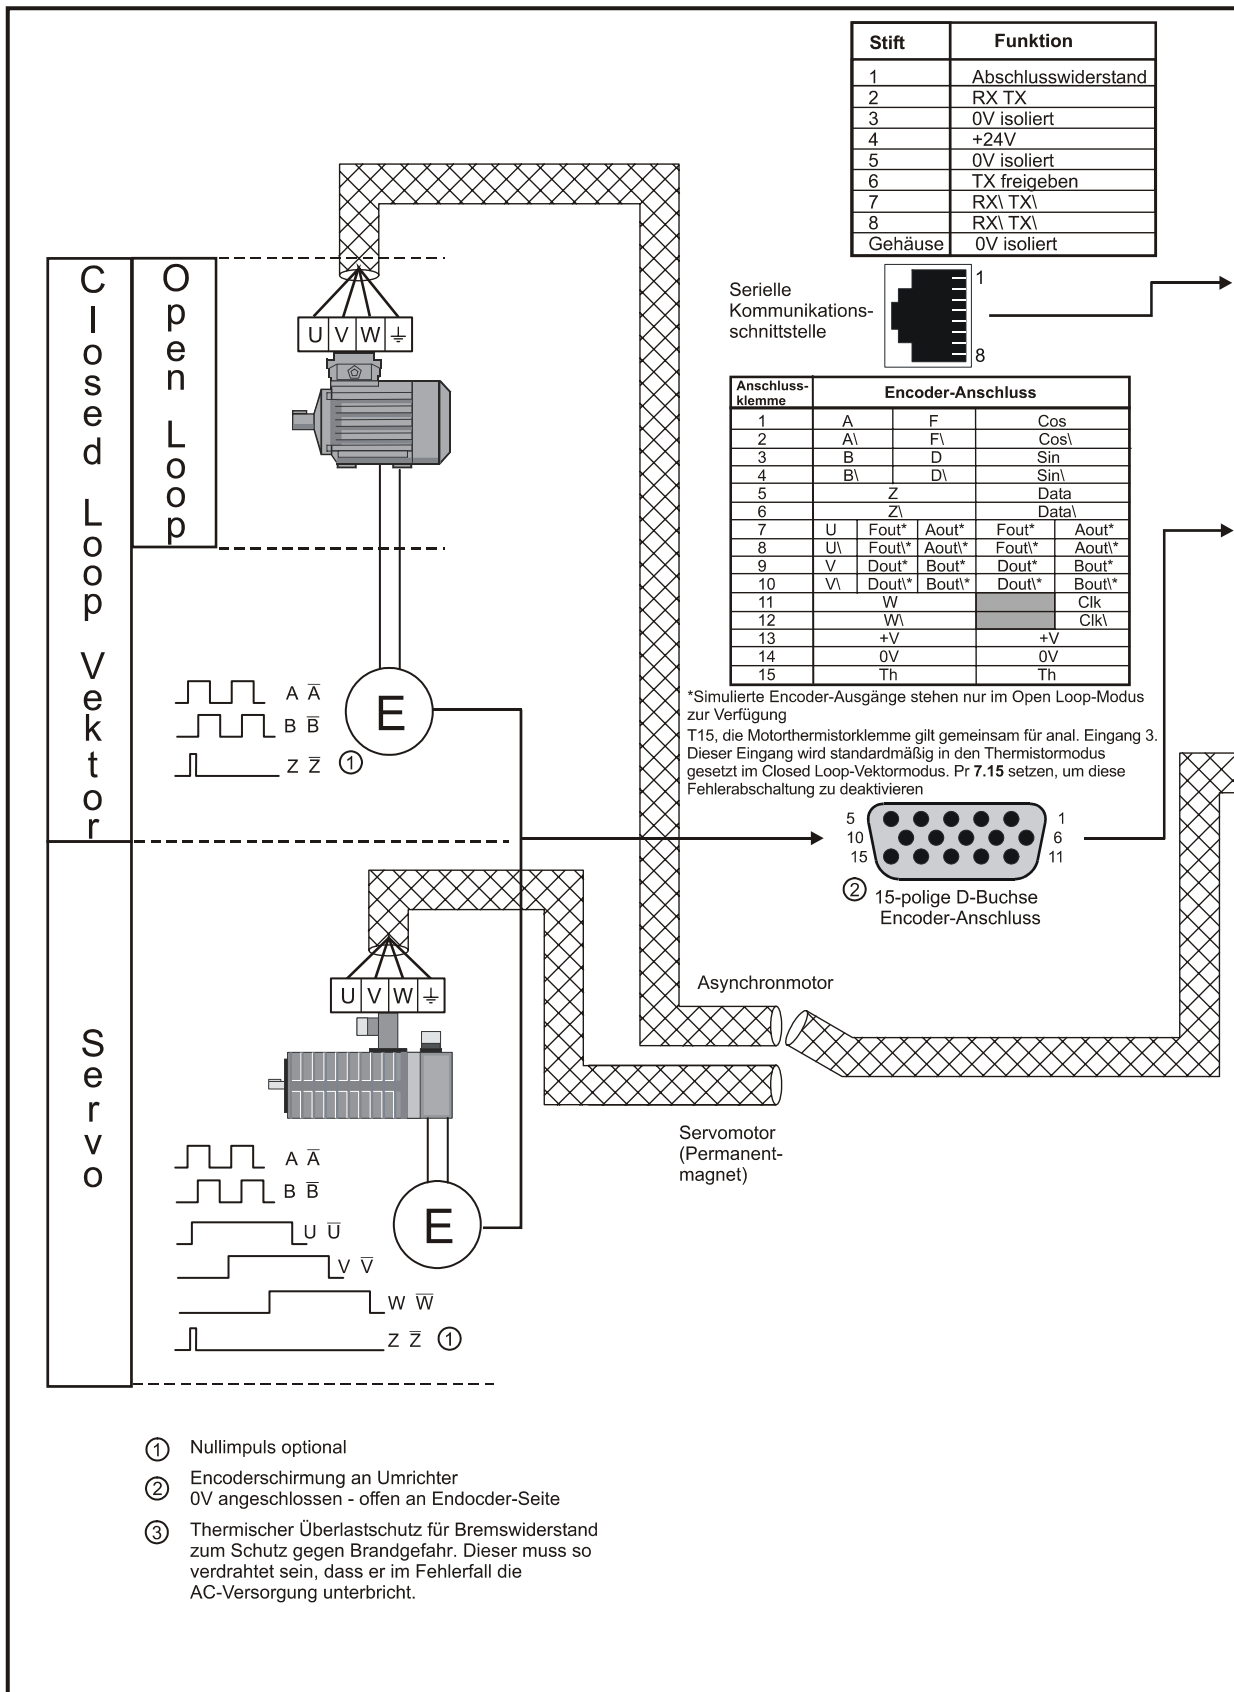 Stift Funktion
1 Abschlusswiderstand
2 RX TX
3 0V isoliert
4 +24V
5 0V isoliert
6 TX freigeben
7 RX\ TX\
8 RX\ TX\
Gehäuse 0V isoliert
Serielle
Kommunikations-
schnittstelle
1
8
Closed Loop Vektor
Open Loop
U V W
Anschluss-
klemme
Encoder-Anschluss
1 A F Cos
2 A\ F\ Cos\
3 B D Sin
4 B\ D\ Sin\
5 Z Data
6 Z\ Data\
7 U Fout* Aout* Fout* Aout*
8 U\ Fout\* Aout\* Fout\* Aout\*
9 V Dout* Bout* Dout* Bout*
10 V\ Dout\* Bout\* Dout\* Bout\*
11 W Clk
12 W\ Clk\
13 +V +V
14 0V 0V
15 Th Th
*Simulierte Encoder-Ausgänge stehen nur im Open Loop-Modus
zur Verfügung
T15, die Motorthermistorklemme gilt gemeinsam für anal. Eingang 3.
Dieser Eingang wird standardmäßig in den Thermistormodus
gesetzt im Closed Loop-Vektormodus. Pr 7.15 setzen, um diese
Fehlerabschaltung zu deaktivieren
A A̅
B B̅
Z Z̅ ①
E
5 1
10 6
15 11
② 15-polige D-Buchse
Encoder-Anschluss
Servo
U V W
Asynchronmotor
Servomotor
(Permanent-
magnet)
A A̅
B B̅
U U̅
V V̅
W W̅
Z Z̅ ①
E
① Nullimpuls optional
② Encoderschirmung an Umrichter
0V angeschlossen - offen an Endocder-Seite
③ Thermischer Überlastschutz für Bremswiderstand
zum Schutz gegen Brandgefahr. Dieser muss so
verdrahtet sein, dass er im Fehlerfall die
AC-Versorgung unterbricht.